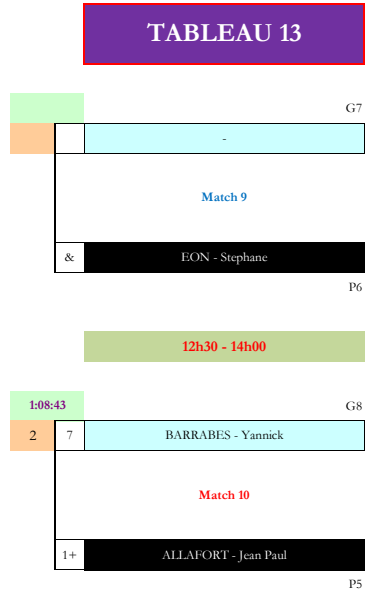 TABLEAU 13
G7
-
Match 9
& EON - Stephane
P6
12h30 - 14h00
1:08:43 G8
2 7 BARRABES - Yannick
Match 10
1+ ALLAFORT - Jean Paul
P5